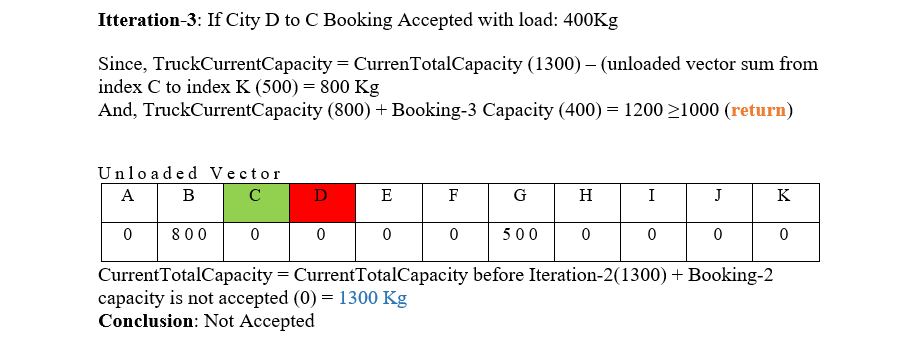 Itteration-3: If City D to C Booking Accepted with load: 400Kg
Since, TruckCurrentCapacity = CurrenTotalCapacity (1300) – (unloaded vector sum from
index C to index K (500) = 800 Kg
And, TruckCurrentCapacity (800) + Booking-3 Capacity (400) = 1200 ≥1000 (return)
Unloaded Vector
A B C D E F G H I J K
0 800 0 0 0 0 500 0 0 0 0
CurrentTotalCapacity = CurrentTotalCapacity before Iteration-2(1300) + Booking-2
capacity is not accepted (0) = 1300 Kg
Conclusion: Not Accepted